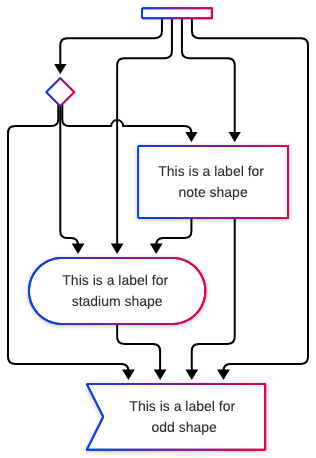 This is a label for
note shape
This is a label for
stadium shape
This is a label for
odd shape